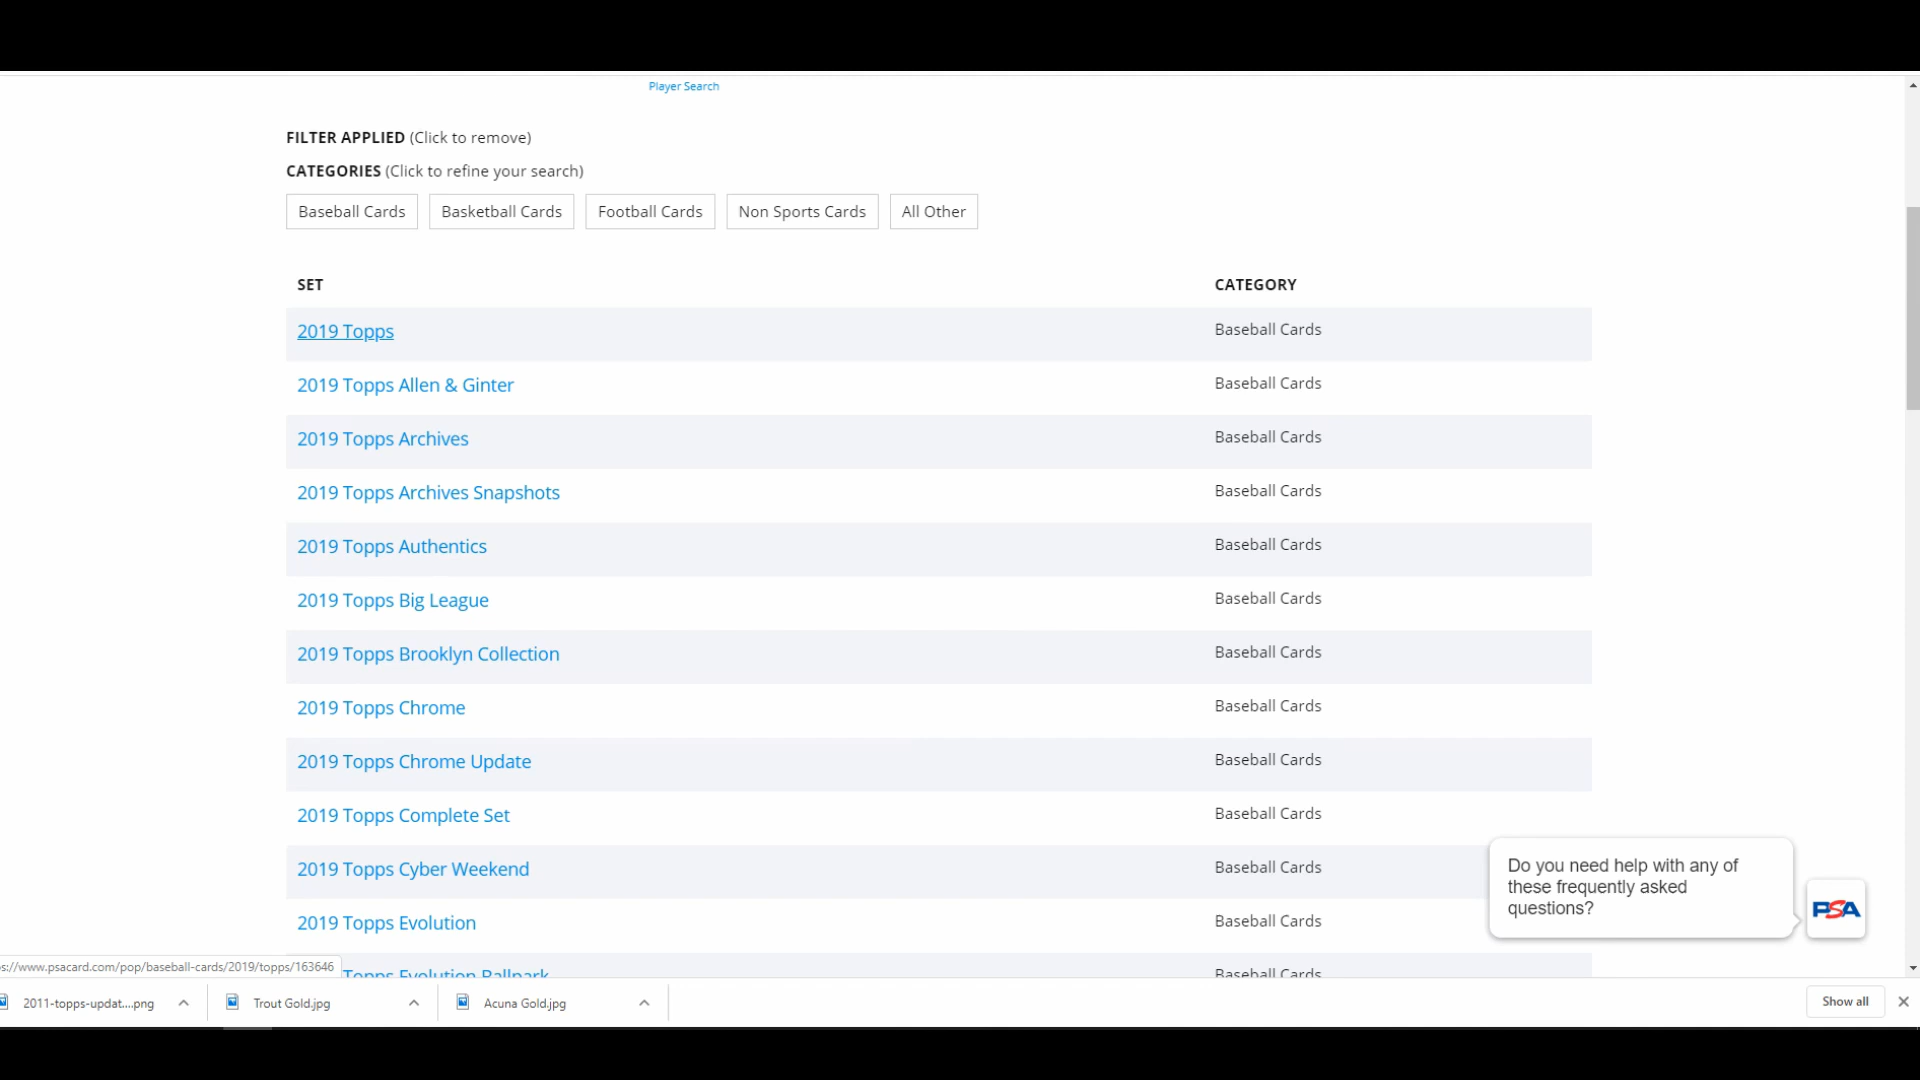 Player Search
FILTER APPLIED (Click to remove)
CATEGORIES (Click to refine your search)
Baseball Cards Basketball Cards Football Cards Non Sports Cards All Other
SET CATEGORY
2019 Topps Baseball Cards
2019 Topps Allen & Ginter Baseball Cards
2019 Topps Archives Baseball Cards
2019 Topps Archives Snapshots Baseball Cards
2019 Topps Authentics Baseball Cards
2019 Topps Big League Baseball Cards
2019 Topps Brooklyn Collection Baseball Cards
2019 Topps Chrome Baseball Cards
2019 Topps Chrome Update Baseball Cards
2019 Topps Complete Set Baseball Cards
2019 Topps Cyber Weekend Baseball Cards
2019 Topps Evolution Baseball Cards
Topps Evolution Ballpark Baseball Cards
Do you need help with any of
these frequently asked
questions?
PSA
s://www.psacard.com/pop/baseball-cards/2019/topps/163646
2011-topps-updat....png Trout Gold.jpg Acuna Gold.jpg Show all